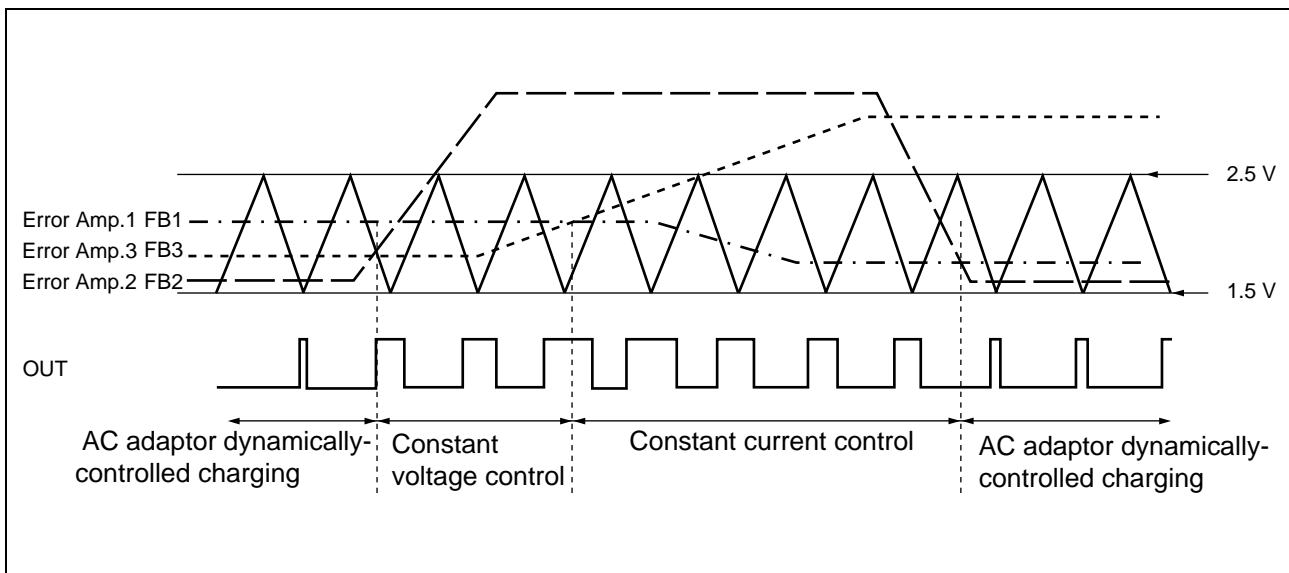 2.5 V
Error Amp.1 FB1
Error Amp.3 FB3
Error Amp.2 FB2
1.5 V
OUT
AC adaptor dynamically-
controlled charging
Constant
voltage control
Constant current control
AC adaptor dynamically-
controlled charging